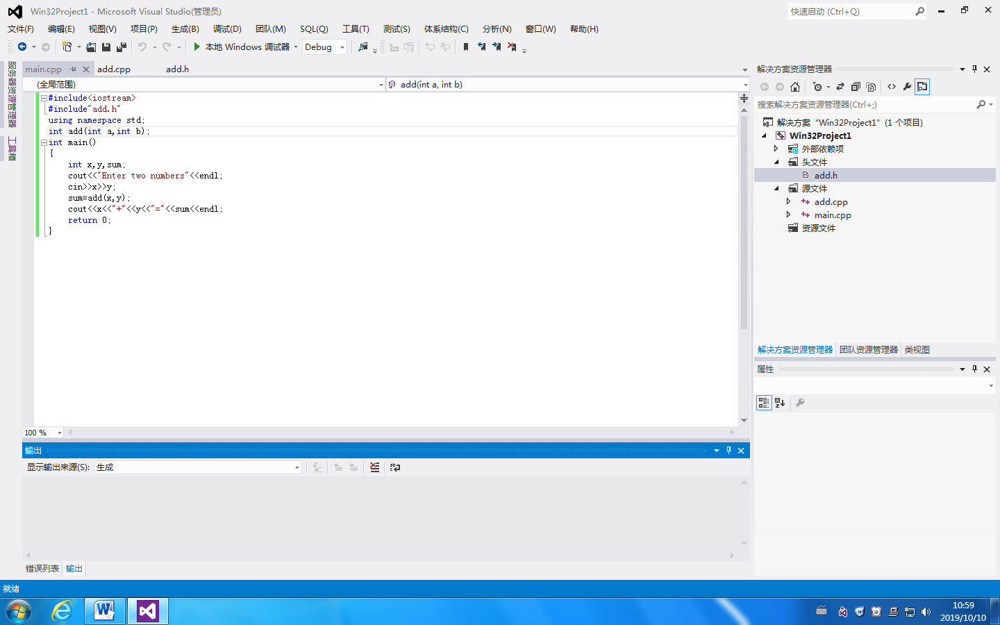 Win32Project1 - Microsoft Visual Studio(管理员)
快速启动 (Ctrl+Q)
文件(F) 编辑(E) 视图(V) 项目(P) 生成(B) 调试(D) 团队(M) SQL(Q) 工具(T) 测试(S) 体系结构(C) 分析(N) 窗口(W) 帮助(H)
本地 Windows 调试器 Debug
服务器资源管理器
工具箱
main.cpp add.cpp add.h
(全局范围) add(int a, int b)
#include<iostream>
#include"add.h"
using namespace std;
int add(int a,int b);
int main()
{
int x,y,sum;
cout<<"Enter two numbers"<<endl;
cin>>x>>y;
sum=add(x,y);
cout<<x<<"+"<<y<<"="<<sum<<endl;
return 0;
}
100 %
输出
显示输出来源(S): 生成
错误列表 输出
解决方案资源管理器
搜索解决方案资源管理器(Ctrl+;)
解决方案 "Win32Project1" (1 个项目)
Win32Project1
外部依赖项
头文件
add.h
源文件
add.cpp
main.cpp
资源文件
解决方案资源管理器 团队资源管理器 类视图
属性
就绪
10:59
2019/10/10